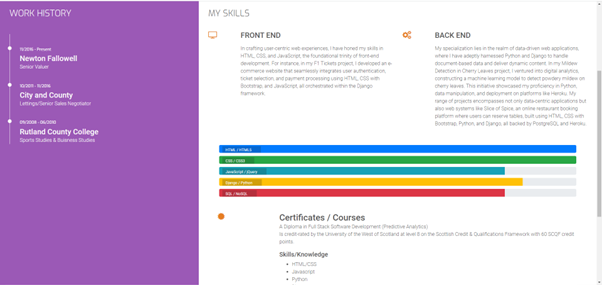 WORK HISTORY
11/2016 - Present
Newton Fallowell
Senior Valuer
10/2011 - 11/2016
City and County
Lettings/Senior Sales Negotiator
09/2008 - 06/2010
Rutland County College
Sports Studies & Business Studies
MY SKILLS
FRONT END
In crafting user-centric web experiences, I have honed my skills in
HTML, CSS, and JavaScript, the foundational trinity of front-end
development. For instance, in my F1 Tickets project, I developed an e-
commerce website that seamlessly integrates user authentication,
ticket selection, and payment processing using HTML, CSS with
Bootstrap, and JavaScript, all orchestrated within the Django
framework.
BACK END
My specialization lies in the realm of data-driven web applications,
where I have adeptly harnessed Python and Django to handle
document-based data and deliver dynamic content. In my Mildew
Detection in Cherry Leaves project, I ventured into digital analytics,
constructing a machine learning model to detect powdery mildew on
cherry leaves. This initiative showcased my proficiency in Python,
data manipulation, and deployment on platforms like Heroku. My
range of projects encompasses not only data-centric applications but
also web systems like Slice of Spice, an online restaurant booking
platform where users can reserve tables, built using HTML, CSS with
Bootstrap, Python, and Django, all backed by PostgreSQL and Heroku.
HTML / HTML5
CSS / CSS3
JavaScript / jQuery
Django / Python
SQL / NoSQL
Certificates / Courses
A Diploma in Full Stack Software Development (Predictive Analytics)
Is creditrated by the University of the West of Scotland at level 8 on the Scottish Credit & Qualifications Framework with 60 SCQF credit
points
Skills/Knowledge
HTML/CSS
Javascript
Python